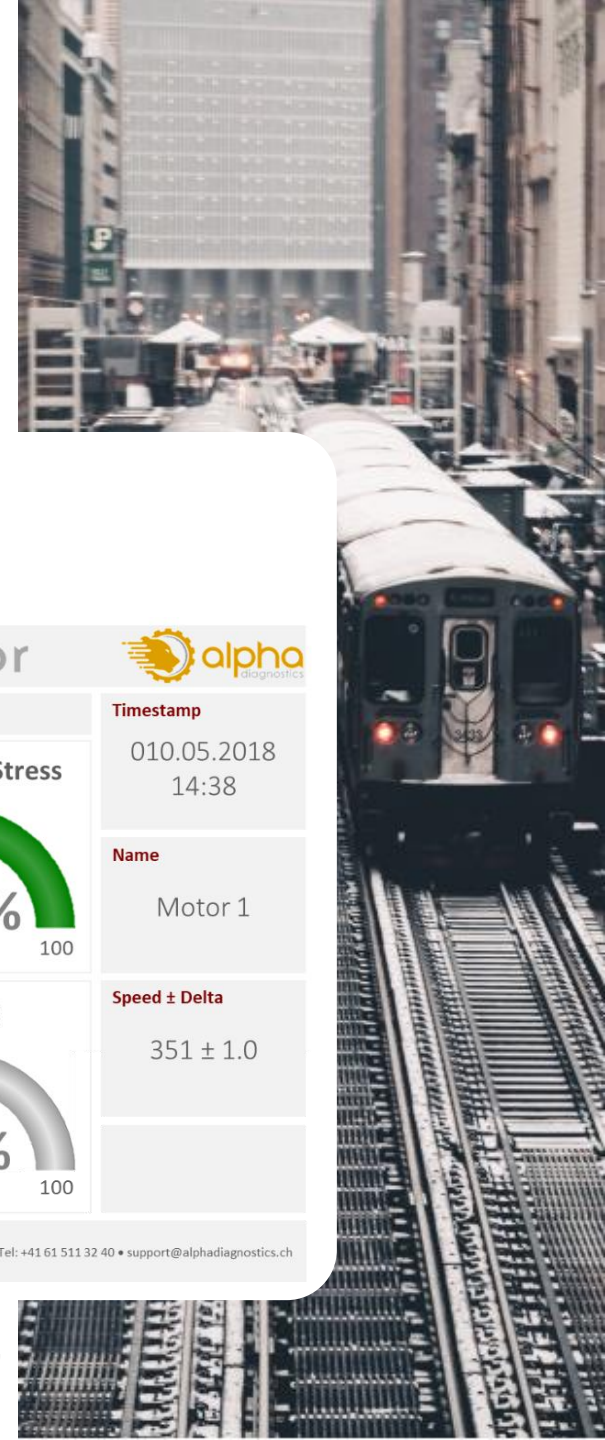 or
alpha
diagnostics
Timestamp
010.05.2018
14:38
Stress
%
100
Name
Motor 1
Speed ± Delta
351 ± 1.0
%
100
Tel: +41 61 511 32 40 • support@alphadiagnostics.ch
P
3433